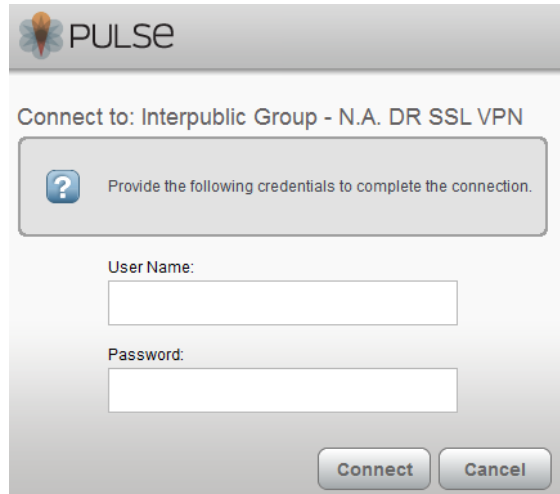 PULSe
Connect to: Interpublic Group - N.A. DR SSL VPN
?
Provide the following credentials to complete the connection.
User Name:
Password:
Connect
Cancel